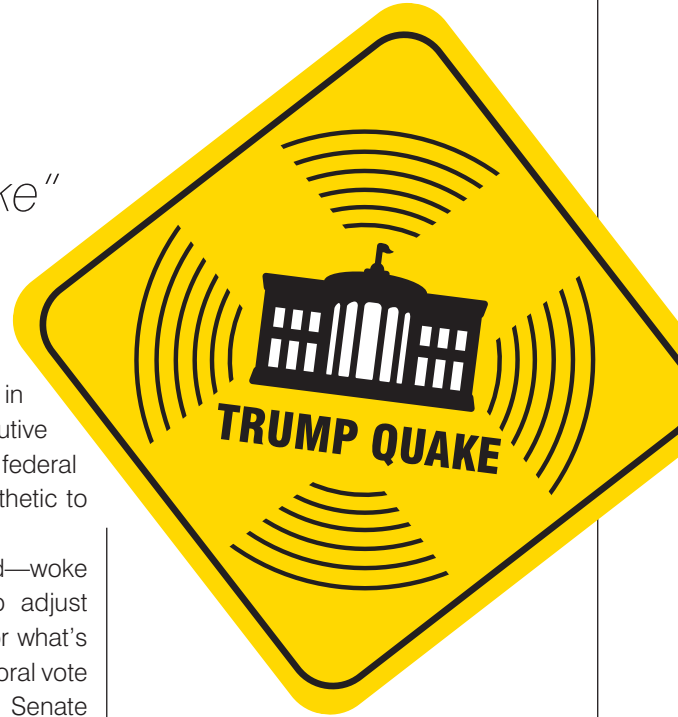 ke"
in
utive
federal
thetic to
d—woke
adjust
r what's
oral vote
Senate
TRUMP QUAKE